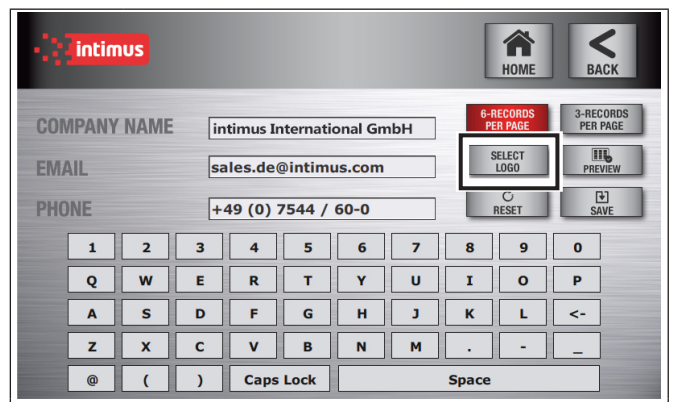 intimus
HOME
BACK
COMPANY NAME
intimus International GmbH
6-RECORDS
PER PAGE
3-RECORDS
PER PAGE
EMAIL
sales.de@intimus.com
SELECT
LOGO
PREVIEW
PHONE
+49 (0) 7544 / 60-0
RESET
SAVE
1 2 3 4 5 6 7 8 9 0
Q W E R T Y U I O P
A S D F G H J K L <-
Z X C V B N M . - _
@ ( ) Caps Lock Space